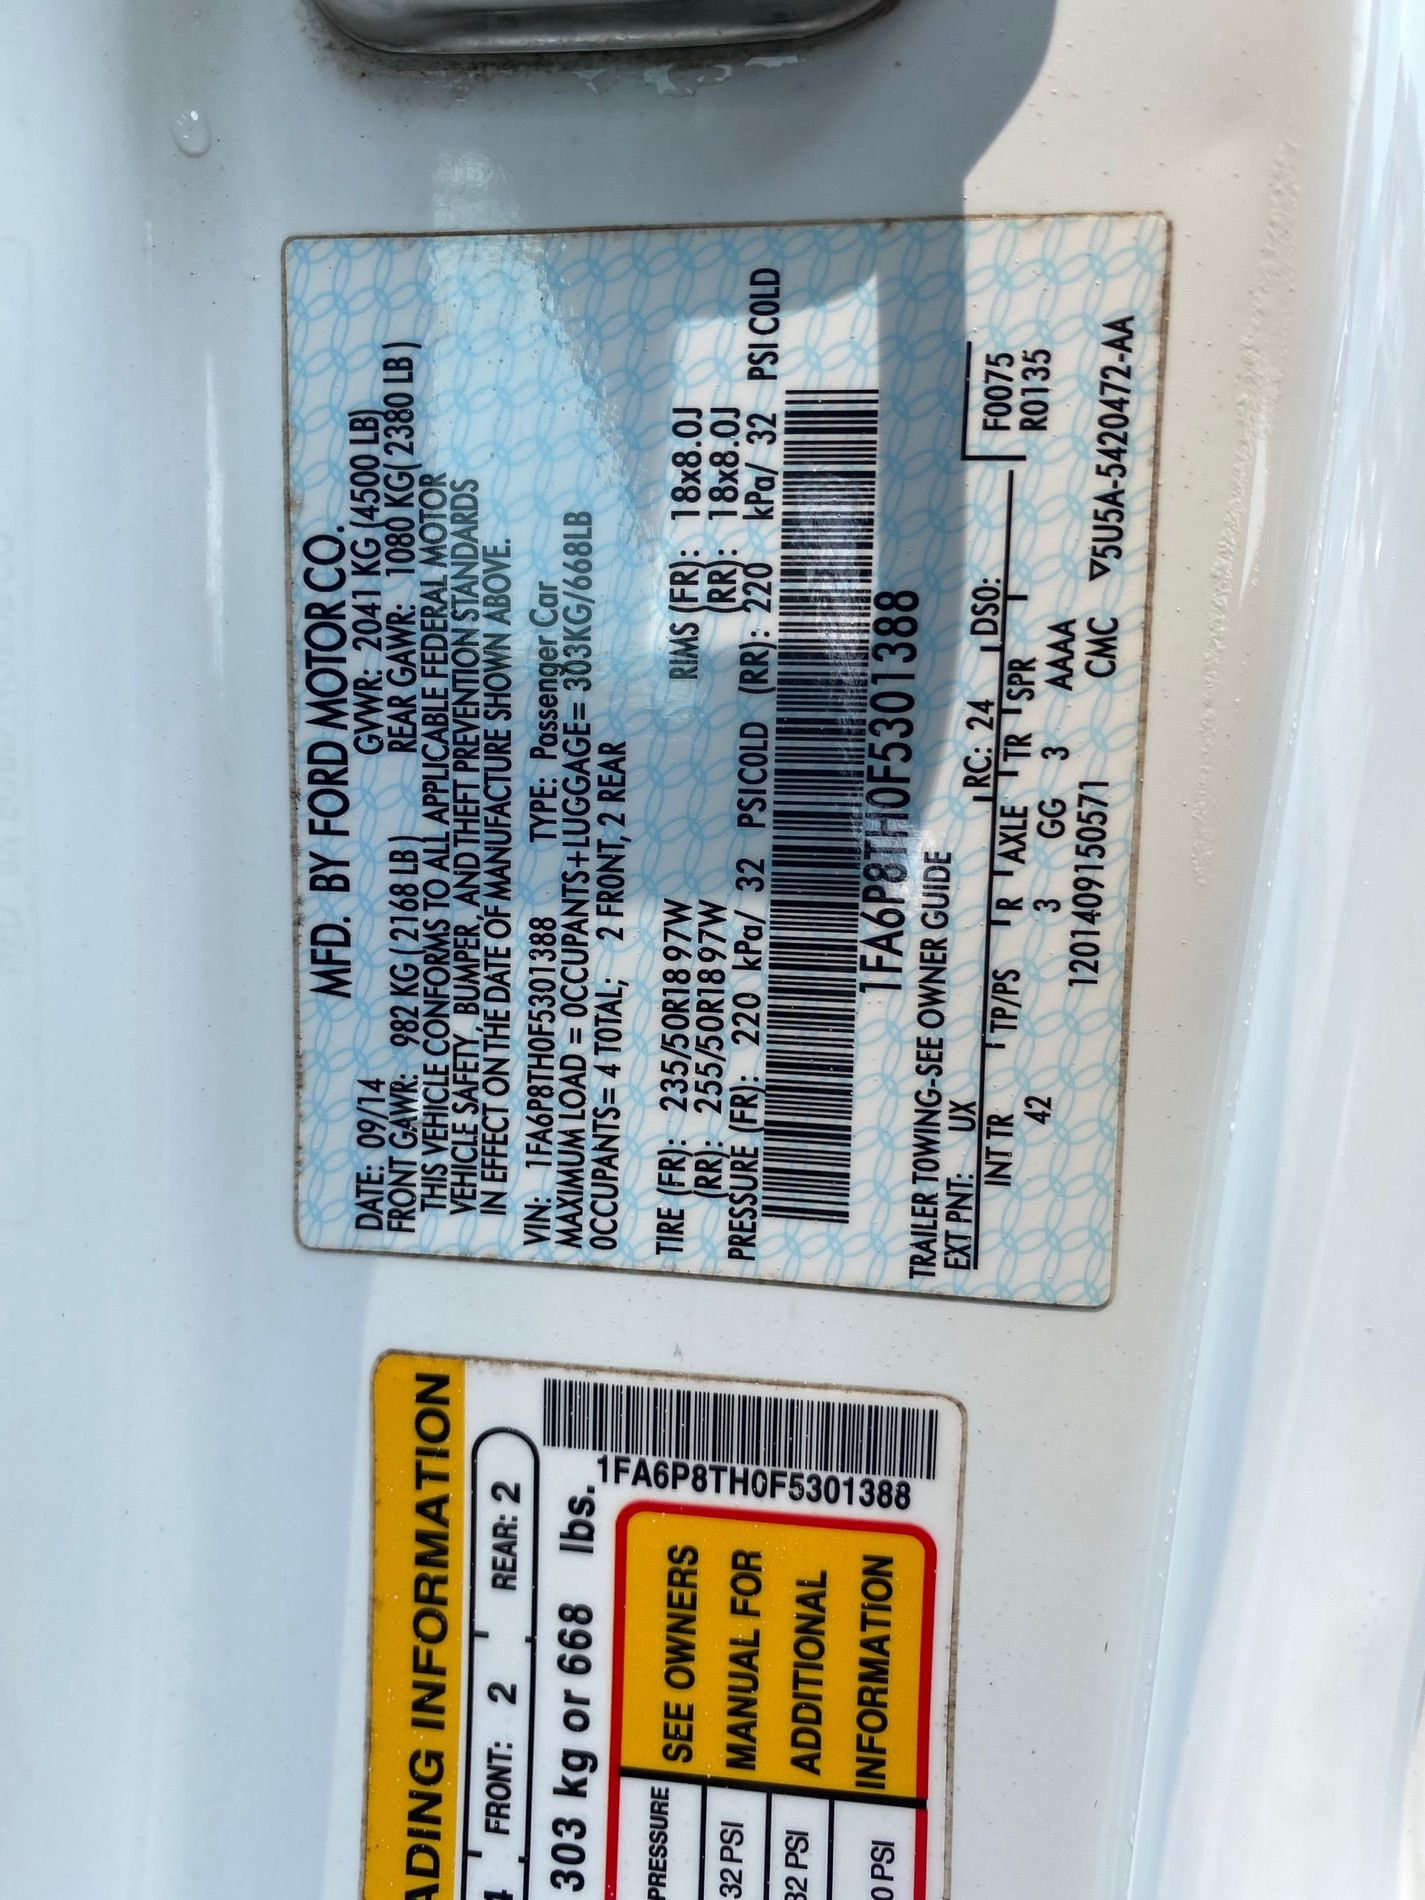 MFD. BY FORD MOTOR CO.
DATE: 09/14 GVWR: 2041 KG (4500 LB)
FRONT GAWR: 982 KG (2168 LB) REAR GAWR: 1080 KG (2380 LB)
THIS VEHICLE CONFORMS TO ALL APPLICABLE FEDERAL MOTOR
VEHICLE SAFETY, BUMPER, AND THEFT PREVENTION STANDARDS
IN EFFECT ON THE DATE OF MANUFACTURE SHOWN ABOVE.
VIN: 1FA6P8TH0F5301388 TYPE: Passenger Car
MAXIMUM LOAD = OCCUPANTS+LUGGAGE= 303KG/668LB
OCCUPANTS= 4 TOTAL; 2 FRONT, 2 REAR
TIRE (FR): 235/50R18 97W RIMS (FR): 18x8.0J
(RR): 255/50R18 97W (RR): 18x8.0J
PRESSURE (FR): 220 kPa/ 32 PSI COLD (RR): 220 kPa/ 32 PSI COLD
1FA6P8TH0F5301388
TRAILER TOWING-SEE OWNER GUIDE
EXT PNT: UX RC: 24 DSO: F0075
INT TR TP/PS R AXLE TR SPR R0135
42 3 GG 3 AAAA
1201409150571 CMC ▽5U5A-5420472-AA
ADING INFORMATION
4 FRONT: 2 REAR: 2
303 kg or 668 lbs.
1FA6P8TH0F5301388
PRESSURE
32 PSI
32 PSI
0 PSI
SEE OWNERS
MANUAL FOR
ADDITIONAL
INFORMATION